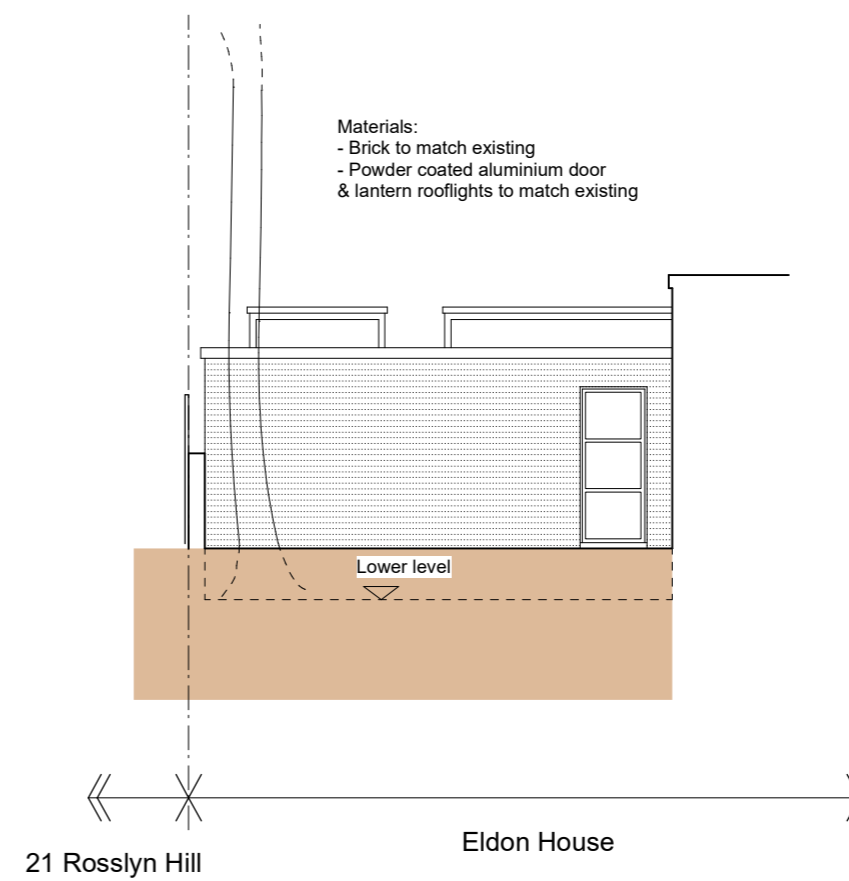 Materials:
- Brick to match existing
- Powder coated aluminium door
& lantern rooflights to match existing
Lower level
Eldon House
21 Rosslyn Hill